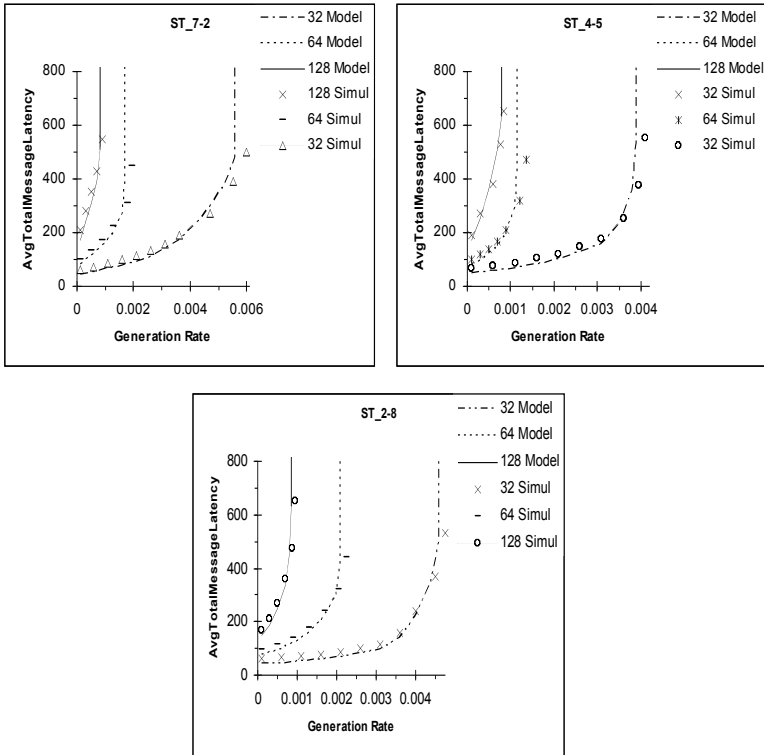 ST_7-2
32 Model
64 Model
128 Model
128 Simul
64 Simul
32 Simul
AvgTotalMessageLatency
800
600
400
200
0
0 0.002 0.004 0.006
Generation Rate
ST_4-5
32 Model
64 Model
128 Model
32 Simul
64 Simul
32 Simul
AvgTotalMessageLatency
800
600
400
200
0
0 0.001 0.002 0.003 0.004
Generation Rate
ST_2-8
32 Model
64 Model
128 Model
32 Simul
64 Simul
128 Simul
AvgTotalMessageLatency
800
600
400
200
0
0 0.001 0.002 0.003 0.004
Generation Rate